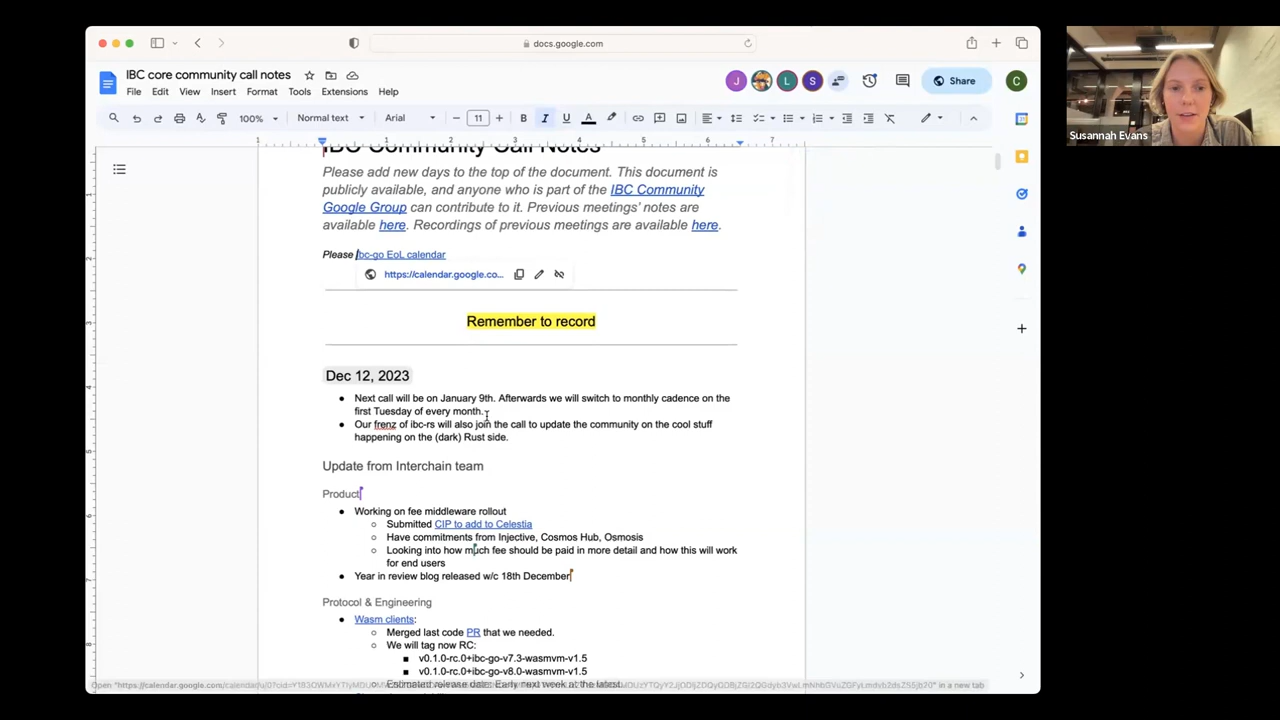 docs.google.com
IBC core community call notes
File Edit View Insert Format Tools Extensions Help
Share
C
J
L
S
100%
Normal text
Arial
11
1 1 2 3 4 5 6 7
IBC Community Call Notes
Please add new days to the top of the document. This document is
publicly available, and anyone who is part of the IBC Community
Google Group can contribute to it. Previous meetings' notes are
available here. Recordings of previous meetings are available here.
Please ibc-go EoL calendar
https://calendar.google.co...
Remember to record
Dec 12, 2023
Next call will be on January 9th. Afterwards we will switch to monthly cadence on the
first Tuesday of every month.
Our frenz of ibc-rs will also join the call to update the community on the cool stuff
happening on the (dark) Rust side.
Update from Interchain team
Product
Working on fee middleware rollout
Submitted CIP to add to Celestia
Have commitments from Injective, Cosmos Hub, Osmosis
Looking into how much fee should be paid in more detail and how this will work
for end users
Year in review blog released w/c 18th December
Protocol & Engineering
Wasm clients:
Merged last code PR that we needed.
We will tag now RC:
v0.1.0-rc.0+ibc-go-v7.3-wasmvm-v1.5
v0.1.0-rc.0+ibc-go-v8.0-wasmvm-v1.5
Estimated release date: Early next week at the latest.
Susannah Evans